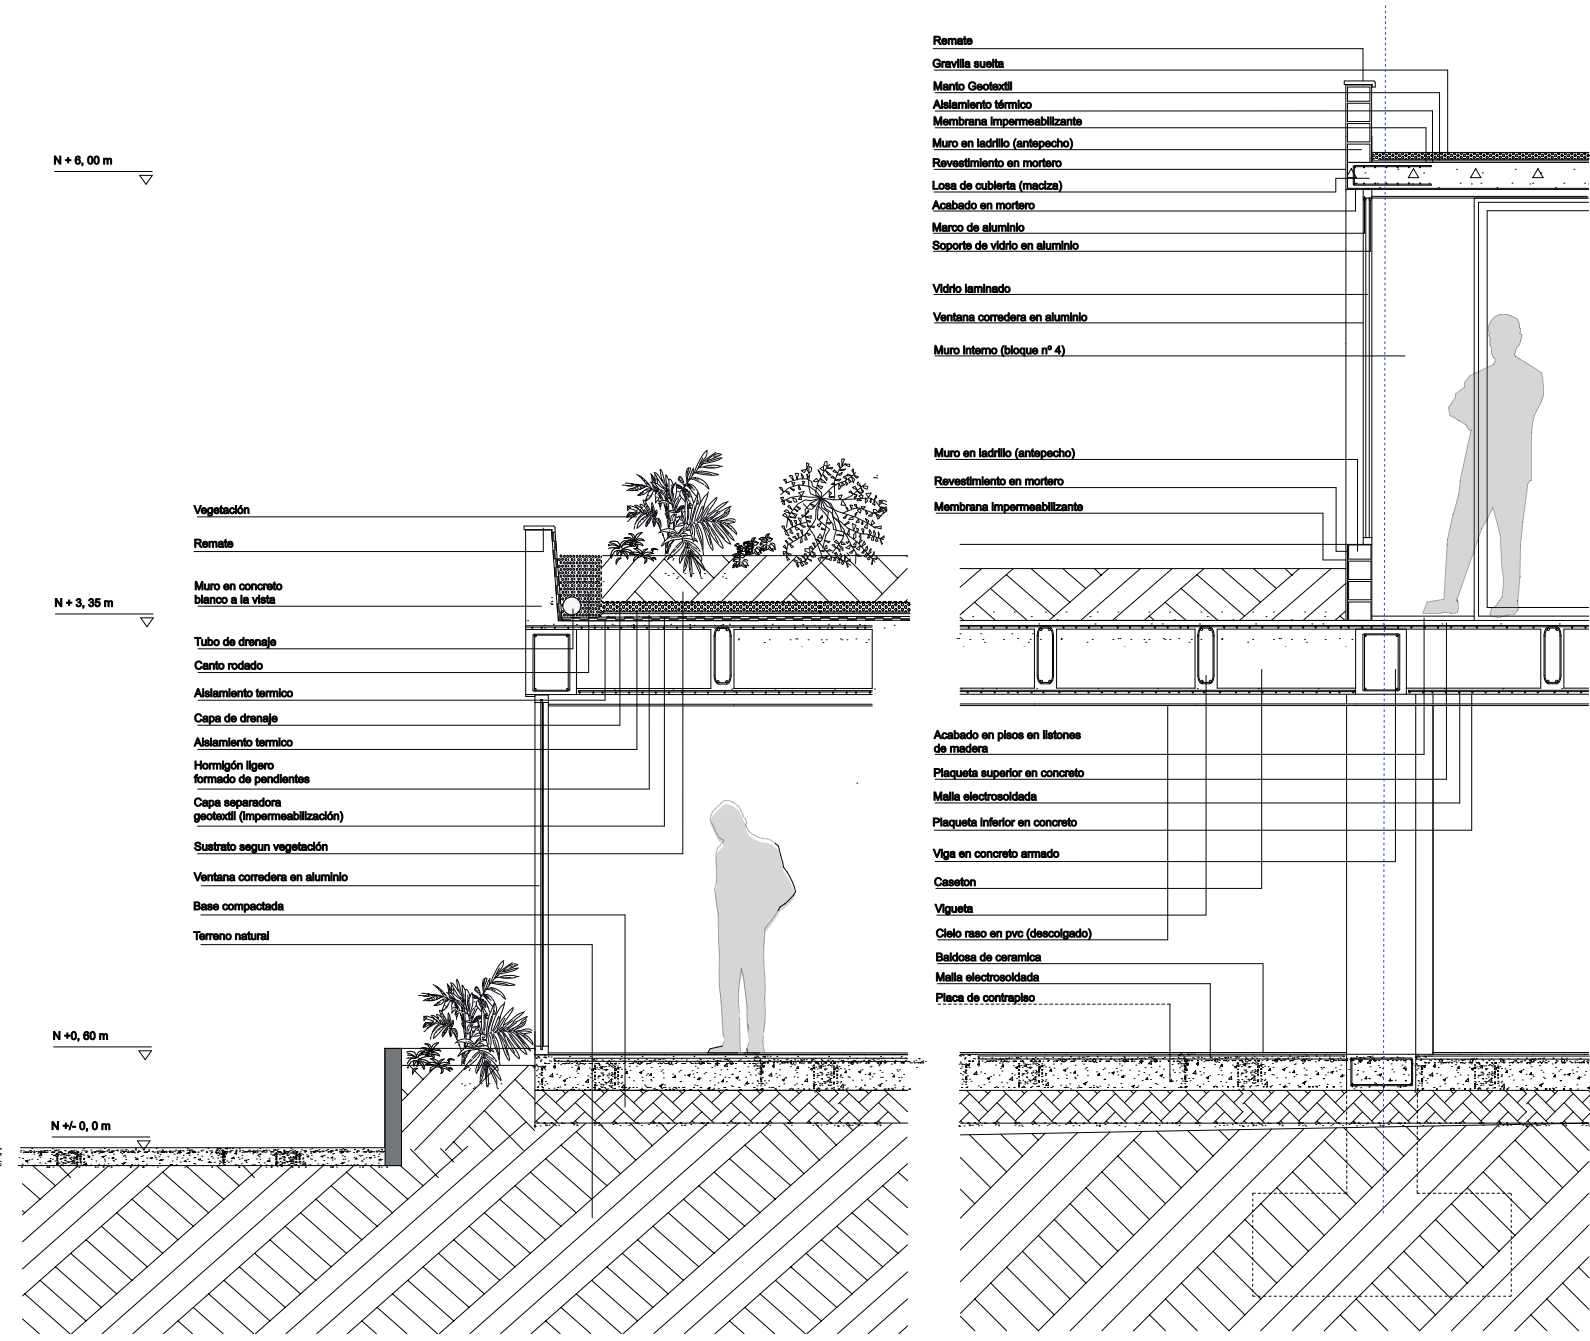 N + 6, 00 m
N + 3, 35 m
N +0, 60 m
N +/- 0, 0 m
Vegetación
Remate
Muro en concreto
blanco a la vista
Tubo de drenaje
Canto rodado
Aislamiento termico
Capa de drenaje
Aislamiento termico
Hormigón ligero
formado de pendientes
Capa separadora
geotextil (impermeabilización)
Sustrato segun vegetación
Ventana corredera en aluminio
Base compactada
Terreno natural
Remate
Gravilla suelta
Manto Geotextil
Aislamiento térmico
Membrana impermeabilizante
Muro en ladrillo (antepecho)
Revestimiento en mortero
Losa de cubierta (maciza)
Acabado en mortero
Marco de aluminio
Soporte de vidrio en aluminio
Vidrio laminado
Ventana corredera en aluminio
Muro interno (bloque nº 4)
Muro en ladrillo (antepecho)
Revestimiento en mortero
Membrana impermeabilizante
Acabado en pisos en listones
de madera
Plaqueta superior en concreto
Malla electrosoldada
Plaqueta inferior en concreto
Viga en concreto armado
Caseton
Vigueta
Cielo raso en pvc (descolgado)
Baldosa de ceramica
Malla electrosoldada
Placa de contrapiso